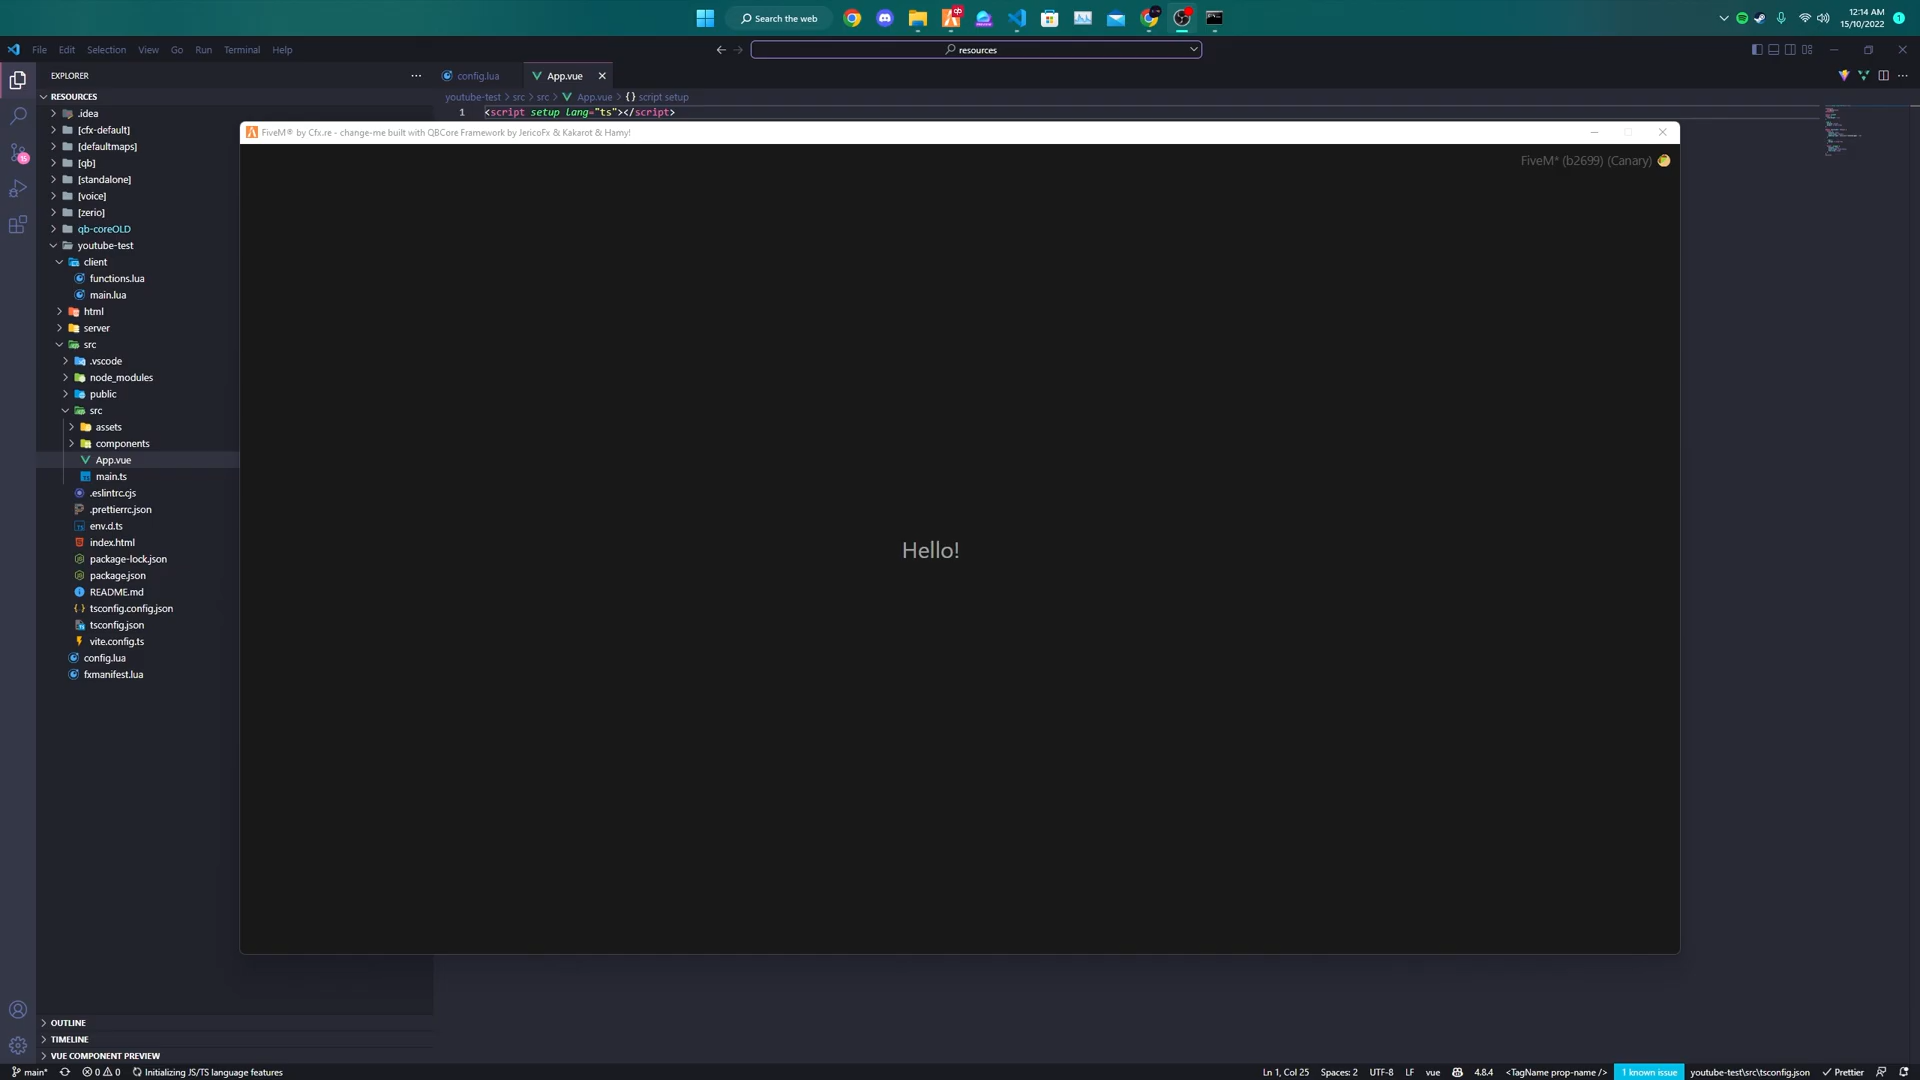 Search the web
12:14 AM
15/10/2022
1
File Edit Selection View Go Run Terminal Help
resources
EXPLORER
config.lua
App.vue
RESOURCES
youtube-test > src > src > App.vue > {} script setup
1 <script setup lang="ts"></script>
.idea
[cfx-default]
[defaultmaps]
[qb]
[standalone]
[voice]
[zerio]
qb-coreOLD
youtube-test
client
functions.lua
main.lua
html
server
src
.vscode
node_modules
public
src
assets
components
App.vue
main.ts
.eslintrc.cjs
.prettierrc.json
env.d.ts
index.html
package-lock.json
package.json
README.md
tsconfig.config.json
tsconfig.json
vite.config.ts
config.lua
fxmanifest.lua
15
FiveM® by Cfx.re - change-me built with QBCore Framework by JericoFx & Kakarot & Hamy!
FiveM* (b2699) (Canary)
Hello!
OUTLINE
TIMELINE
VUE COMPONENT PREVIEW
main* 0 0 Initializing JS/TS language features
Ln 1, Col 25 Spaces: 2 UTF-8 LF vue 4.8.4 <TagName prop-name /> 1 known issue youtube-test\src\tsconfig.json Prettier